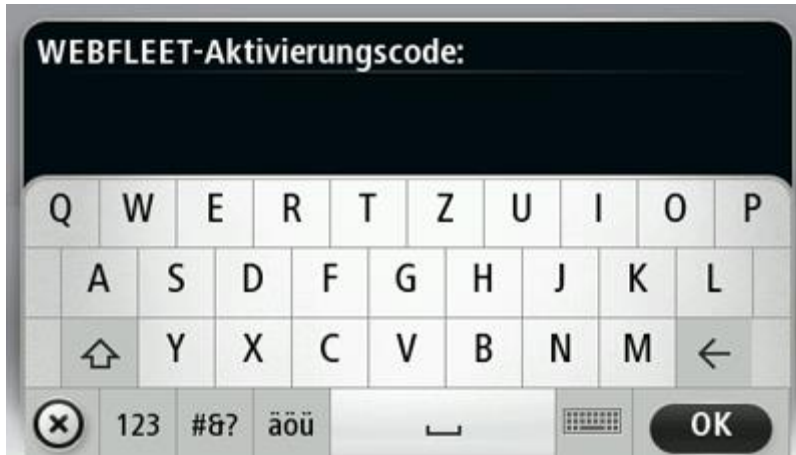 WEBFLEET-Aktivierungscode:
Q W E R T Z U I O P
A S D F G H J K L
Y X C V B N M
123 #&? äöü OK